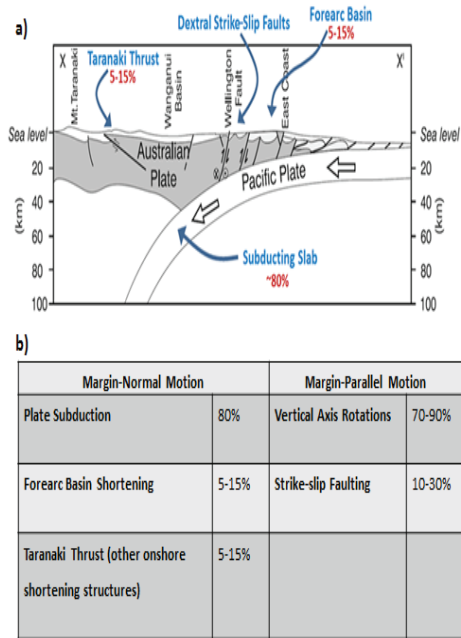 a)
Dextral Strike-Slip Faults
Forearc Basin
5-15%
Taranaki Thrust
5-15%
X
X'
Mt. Taranaki
Wanganui
Basin
Wellington
Fault
East Coast
Sea level
Sea level
Australian
Plate
Pacific Plate
20
40
60
80
100
(km)
20
40
60
80
100
(km)
Subducting Slab
~80%
b)
Margin-Normal Motion
Margin-Parallel Motion
Plate Subduction
80%
Vertical Axis Rotations
70-90%
Forearc Basin Shortening
5-15%
Strike-slip Faulting
10-30%
Taranaki Thrust (other onshore
shortening structures)
5-15%